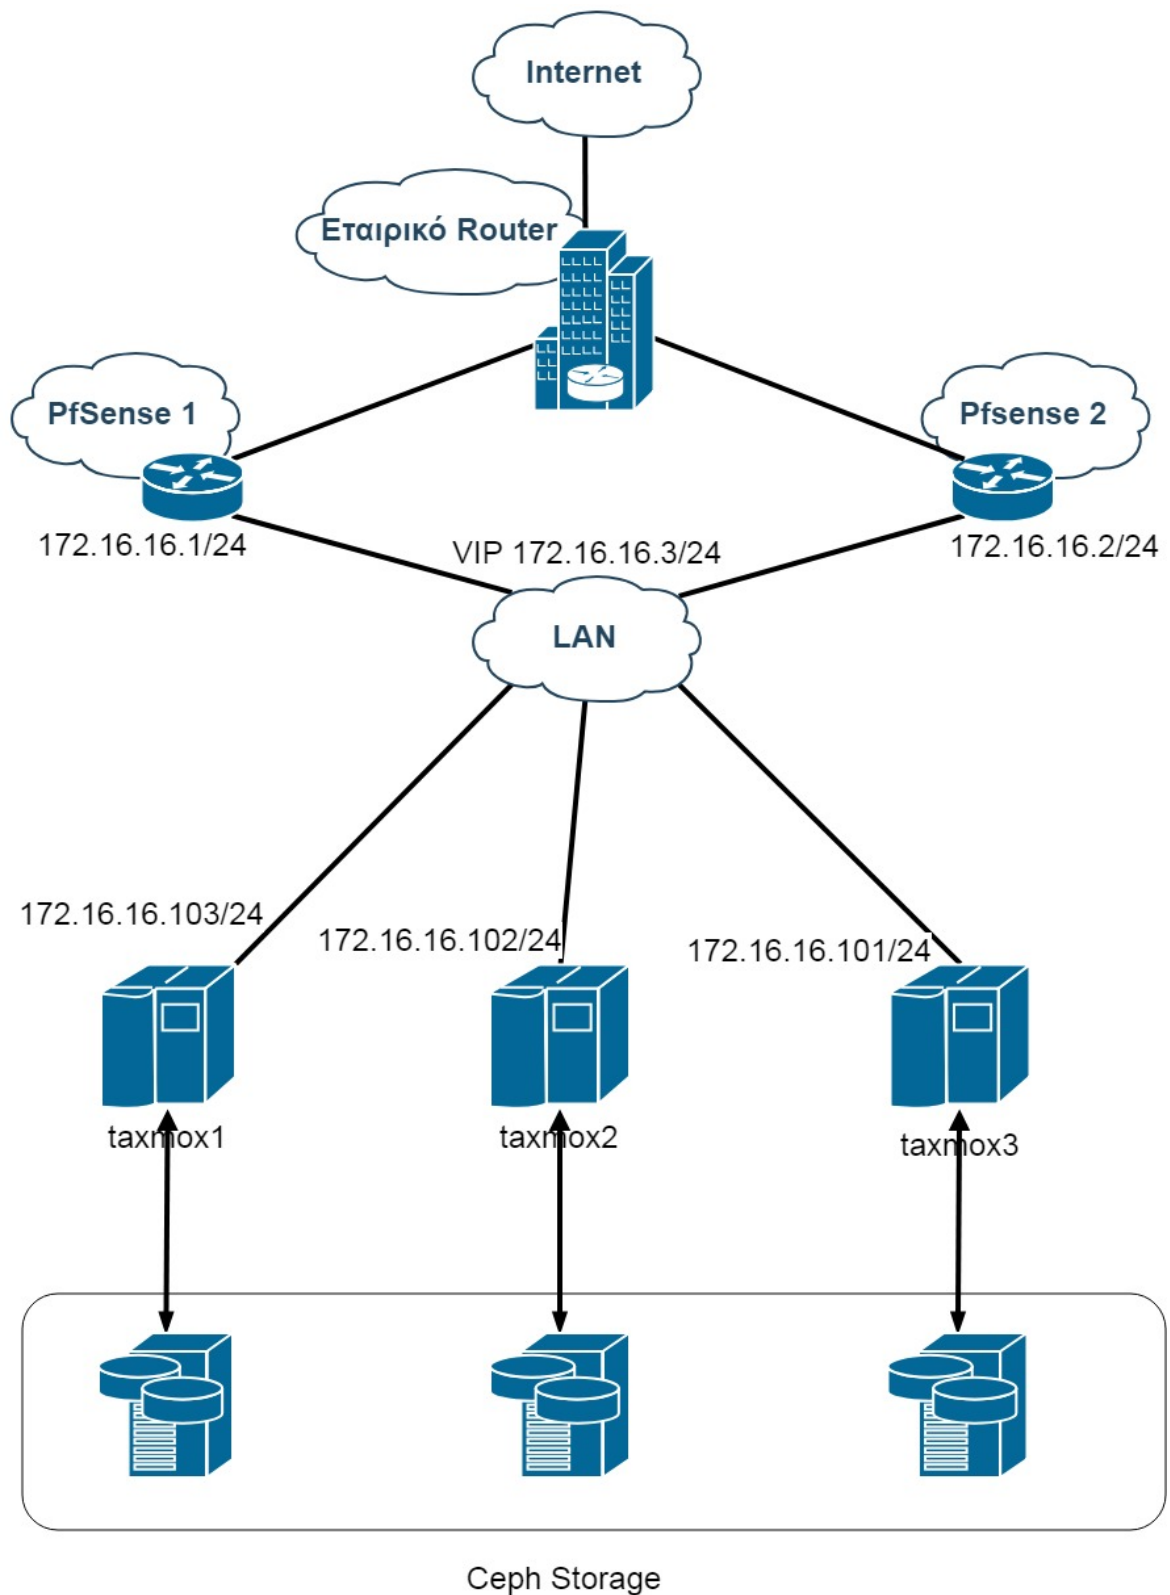 Internet
Εταιρικό Router
PfSense 1
Pfsense 2
172.16.16.1/24
VIP 172.16.16.3/24
172.16.16.2/24
LAN
172.16.16.103/24
172.16.16.102/24
172.16.16.101/24
taxmox1
taxmox2
taxmox3
Ceph Storage